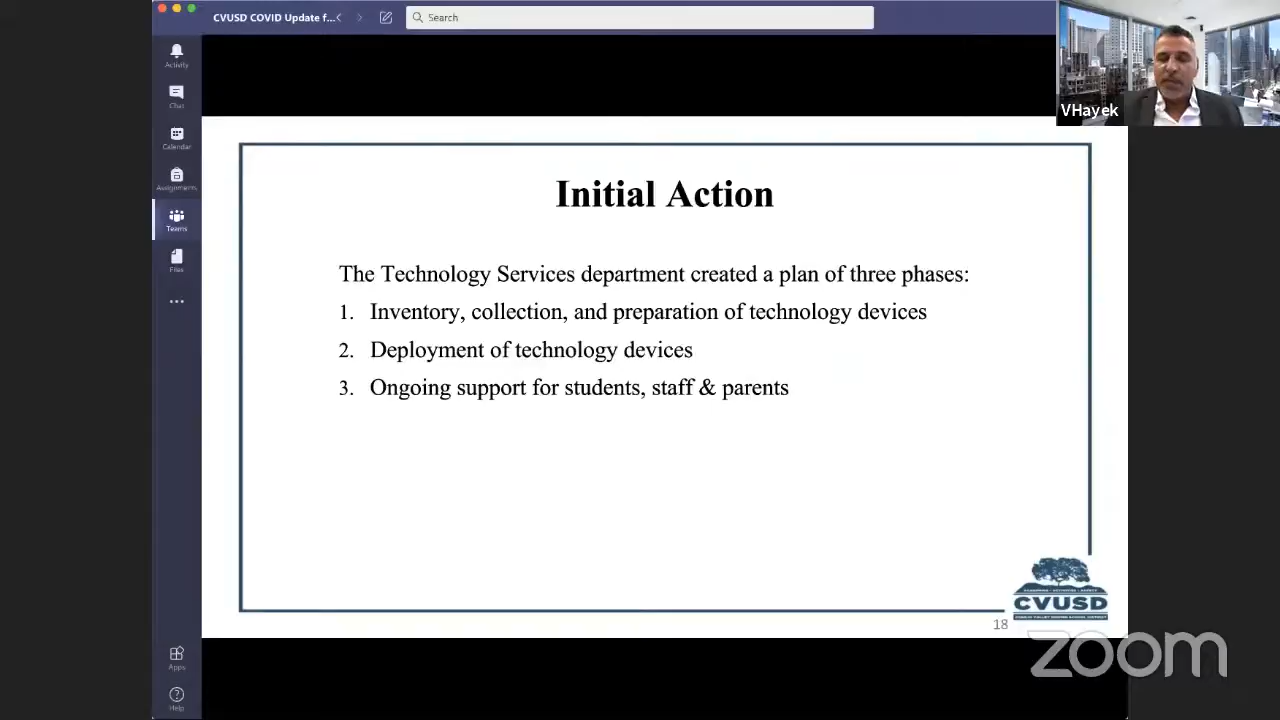 CVUSD COVID Update f...
Search
Activity
Chat
Calendar
Assignments
Teams
Files
VHayek
Initial Action
The Technology Services department created a plan of three phases:
1. Inventory, collection, and preparation of technology devices
2. Deployment of technology devices
3. Ongoing support for students, staff & parents
CVUSD
18
zoom
Apps
Help